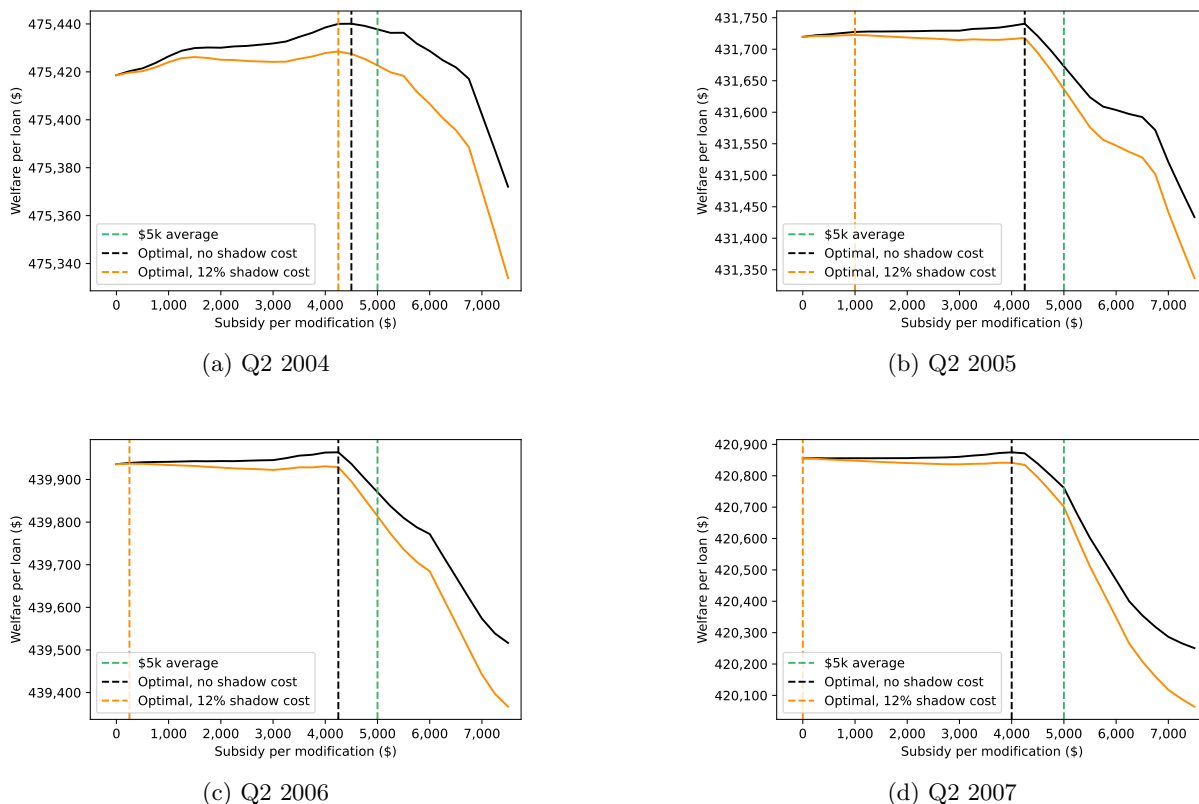 475,440
475,420
475,400
475,380
475,360
475,340
Welfare per loan ($)
$5k average
Optimal, no shadow cost
Optimal, 12% shadow cost
0 1,000 2,000 3,000 4,000 5,000 6,000 7,000
Subsidy per modification ($)
(a) Q2 2004
431,750
431,700
431,650
431,600
431,550
431,500
431,450
431,400
431,350
Welfare per loan ($)
$5k average
Optimal, no shadow cost
Optimal, 12% shadow cost
0 1,000 2,000 3,000 4,000 5,000 6,000 7,000
Subsidy per modification ($)
(b) Q2 2005
439,900
439,800
439,700
439,600
439,500
439,400
Welfare per loan ($)
$5k average
Optimal, no shadow cost
Optimal, 12% shadow cost
0 1,000 2,000 3,000 4,000 5,000 6,000 7,000
Subsidy per modification ($)
(c) Q2 2006
420,900
420,800
420,700
420,600
420,500
420,400
420,300
420,200
420,100
Welfare per loan ($)
$5k average
Optimal, no shadow cost
Optimal, 12% shadow cost
0 1,000 2,000 3,000 4,000 5,000 6,000 7,000
Subsidy per modification ($)
(d) Q2 2007